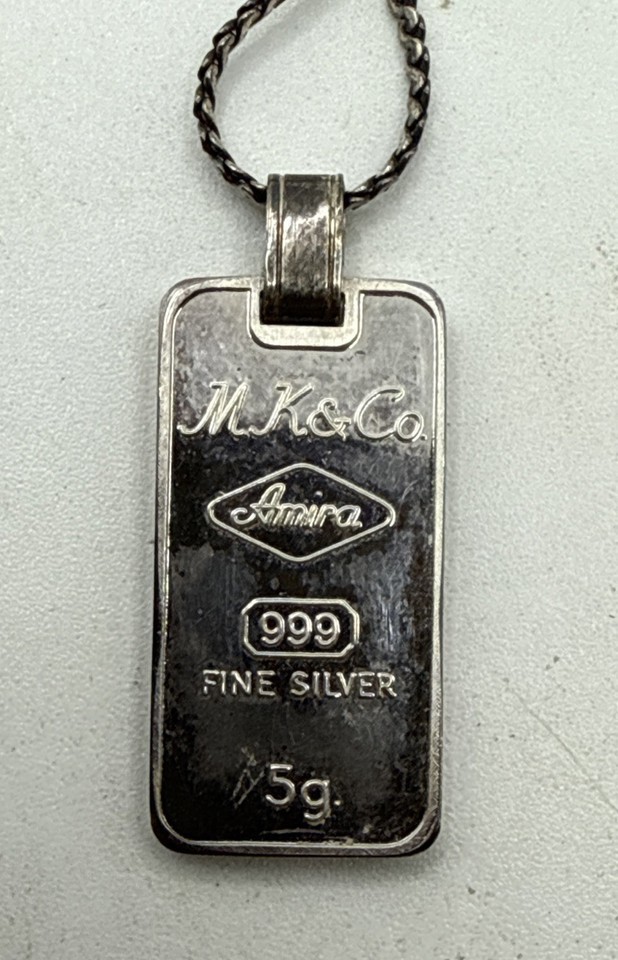 M.K&Co.
Amira
999
FINE SILVER
5g.